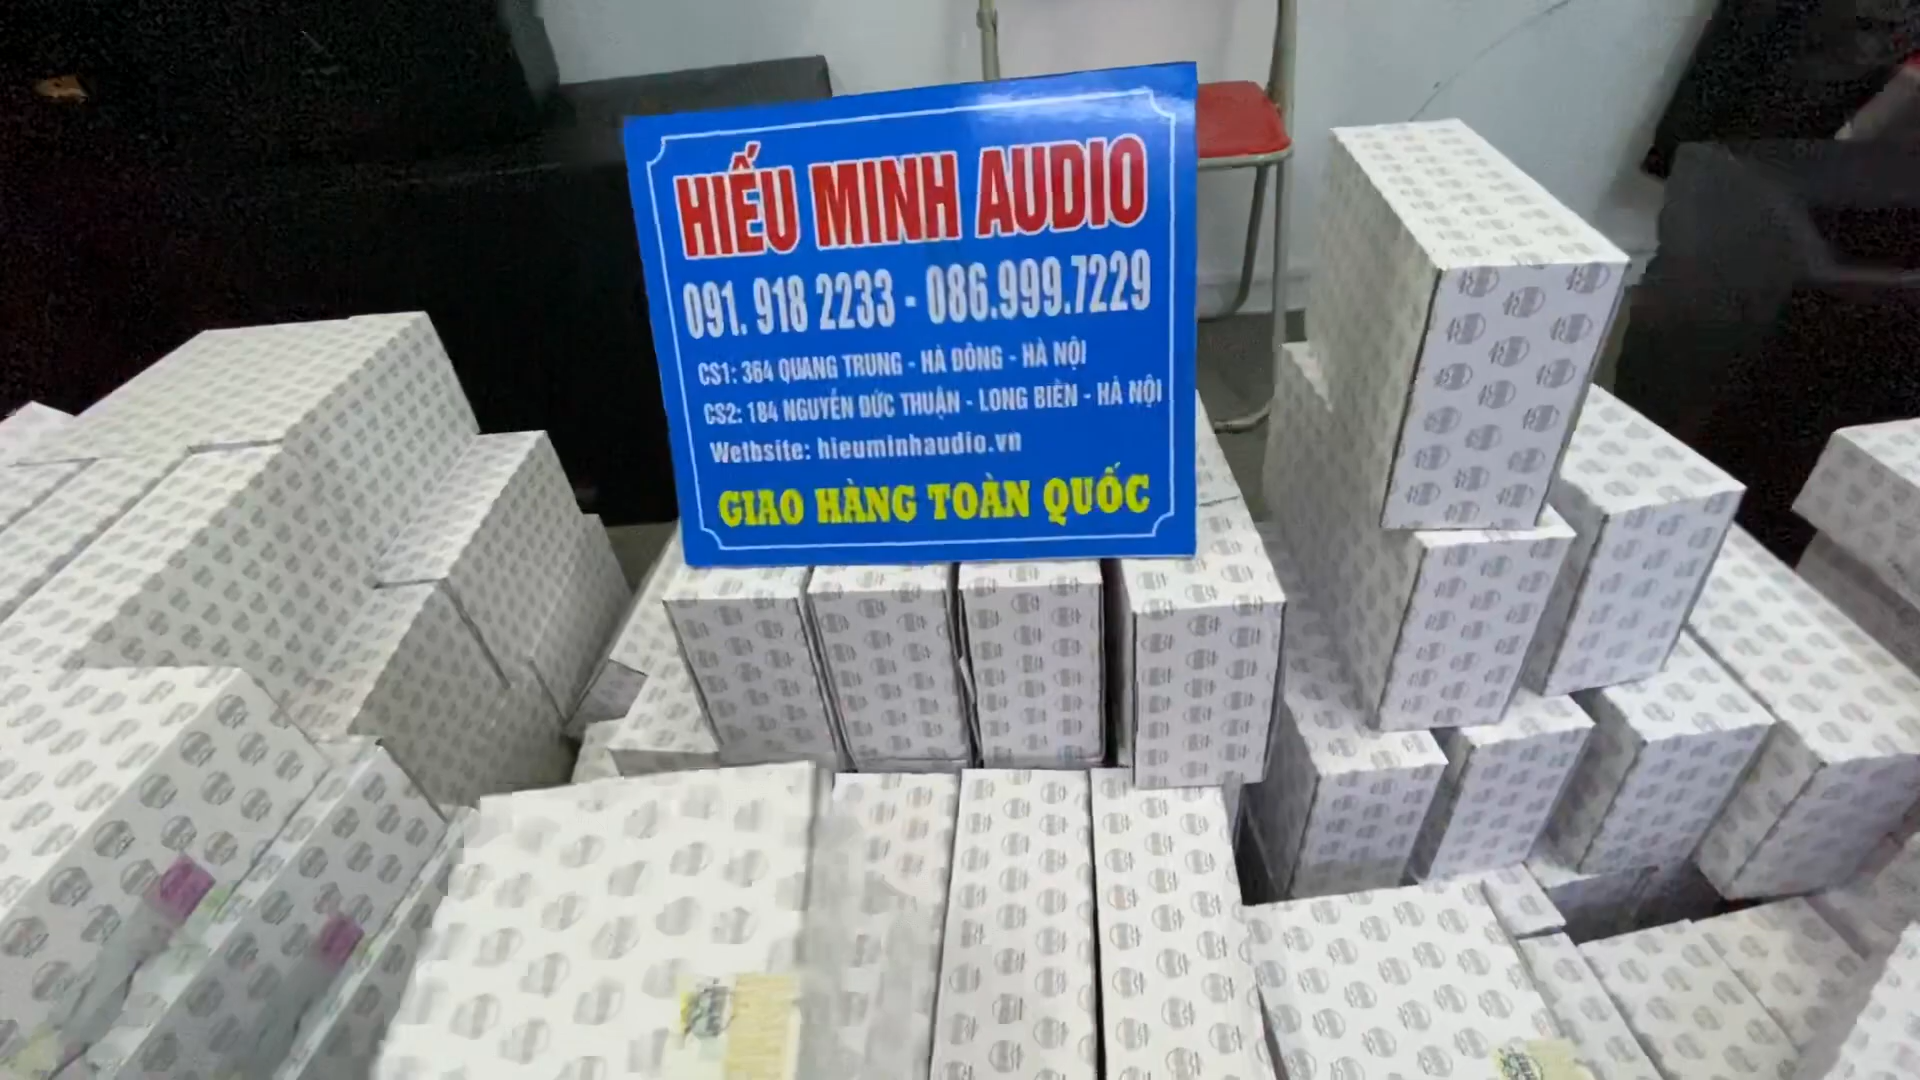 HIẾU MINH AUDIO
091. 918 2233 - 086.999.7229
CS1: 364 QUANG TRUNG - HÀ ĐÔNG - HÀ NỘI
CS2: 184 NGUYỄN ĐỨC THUẬN - LONG BIÊN - HÀ NỘI
Wetbsite: hieuminhaudio.vn
GIAO HÀNG TOÀN QUỐC